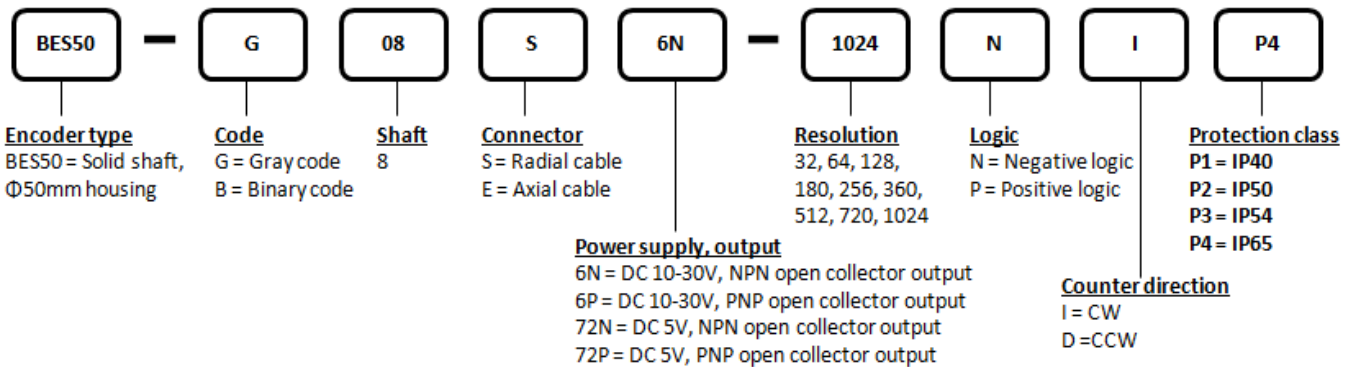 BES50 - G 08 S 6N - 1024 N I P4
Encoder type
BES50 = Solid shaft,
Φ50mm housing
Code
G = Gray code
B = Binary code
Shaft
8
Connector
S = Radial cable
E = Axial cable
Power supply, output
6N = DC 10-30V, NPN open collector output
6P = DC 10-30V, PNP open collector output
72N = DC 5V, NPN open collector output
72P = DC 5V, PNP open collector output
Resolution
32, 64, 128,
180, 256, 360,
512, 720, 1024
Logic
N = Negative logic
P = Positive logic
Counter direction
I = CW
D =CCW
Protection class
P1 = IP40
P2 = IP50
P3 = IP54
P4 = IP65